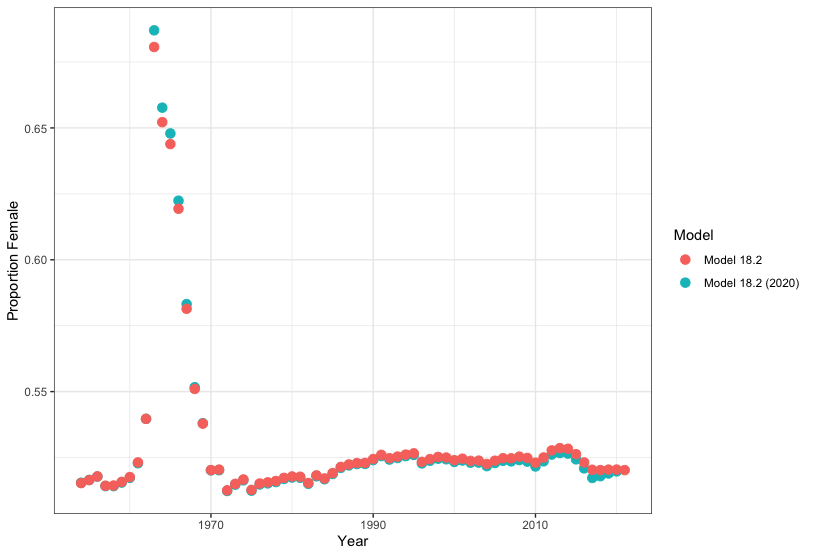 0.65
0.60
0.55
Proportion Female
1970
1990
2010
Year
Model
Model 18.2
Model 18.2 (2020)